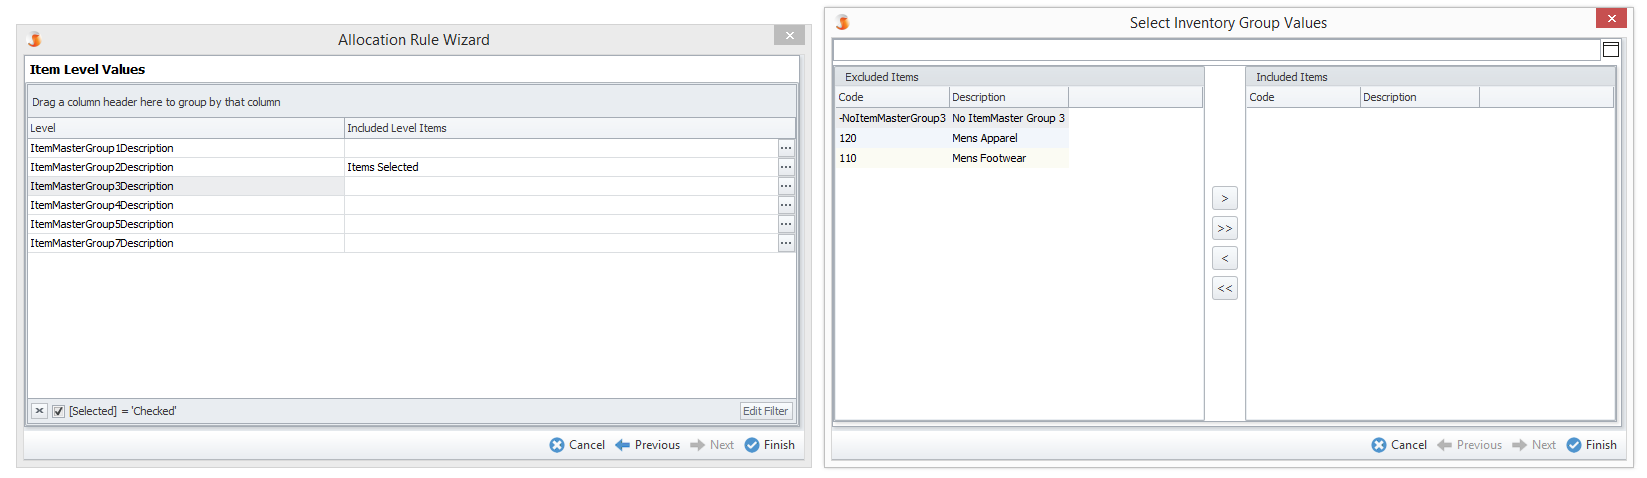 Allocation Rule Wizard
Item Level Values
Drag a column header here to group by that column
Level Included Level Items
ItemMasterGroup1Description ...
ItemMasterGroup2Description Items Selected ...
ItemMasterGroup3Description ...
ItemMasterGroup4Description ...
ItemMasterGroup5Description ...
ItemMasterGroup7Description ...
[Selected] = 'Checked' Edit Filter
Cancel Previous Next Finish
Select Inventory Group Values
Excluded Items
Code Description
-NoItemMasterGroup3 No ItemMaster Group 3
120 Mens Apparel
110 Mens Footwear
>
>>
<
<<
Included Items
Code Description
Cancel Previous Next Finish